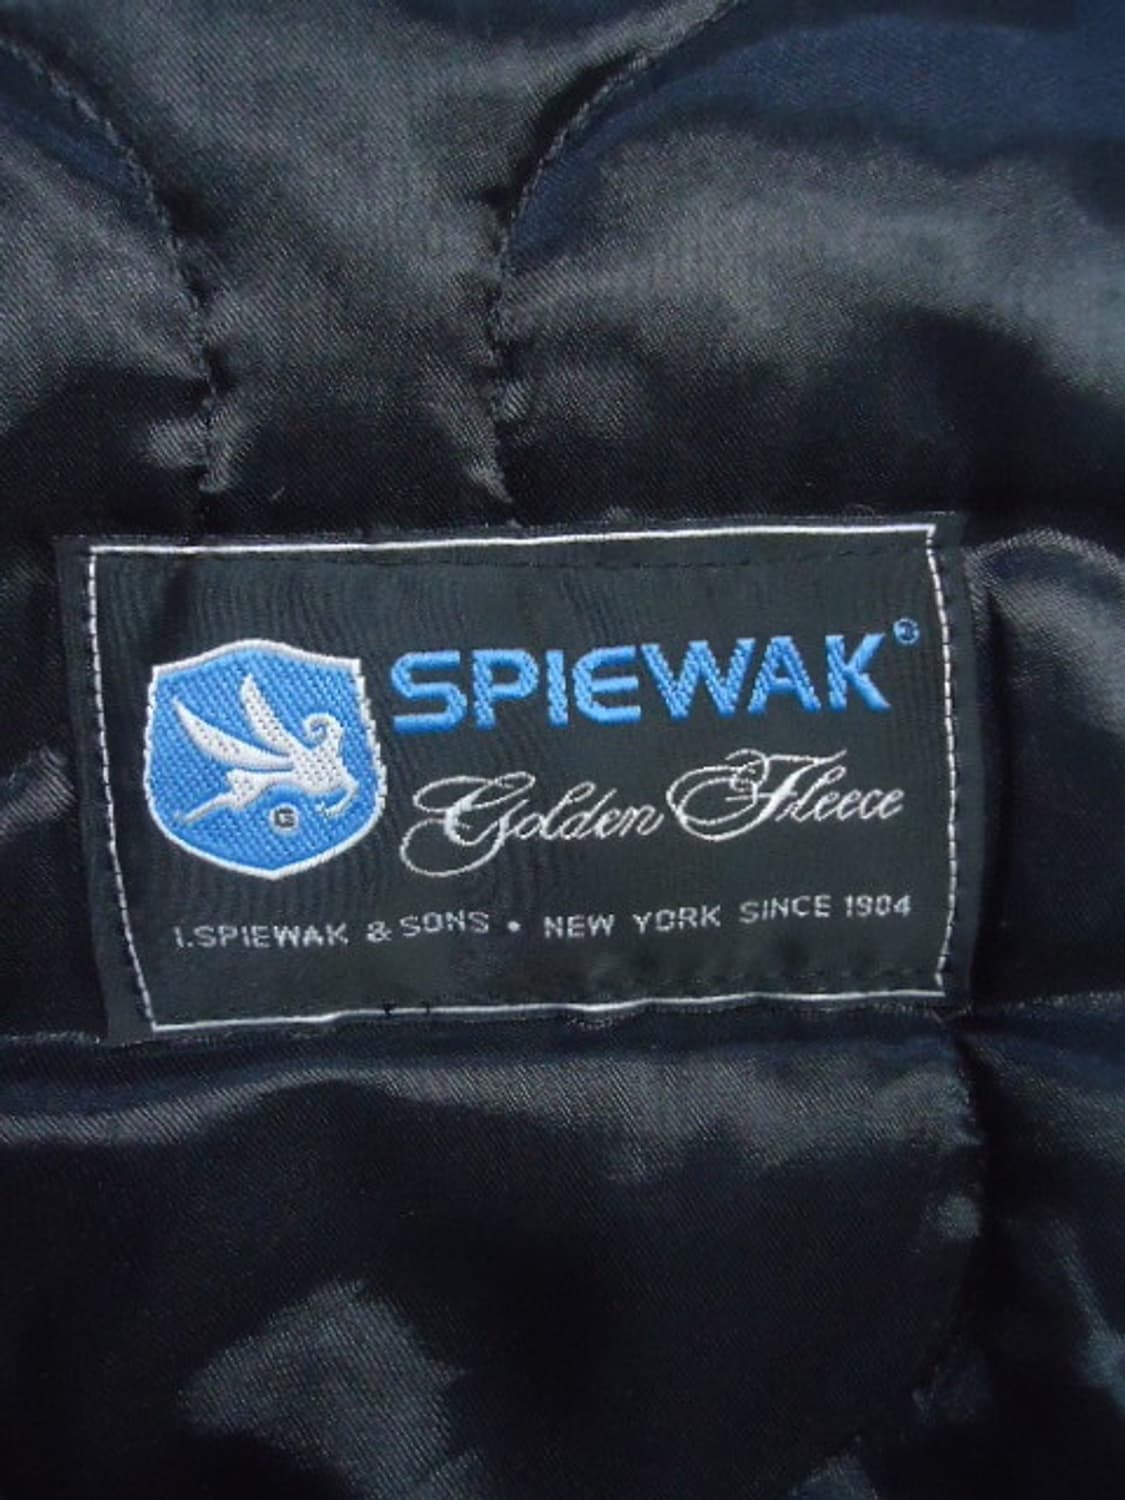 SPIEWAK®
Golden Fleece
I.SPIEWAK & SONS • NEW YORK SINCE 1904
G